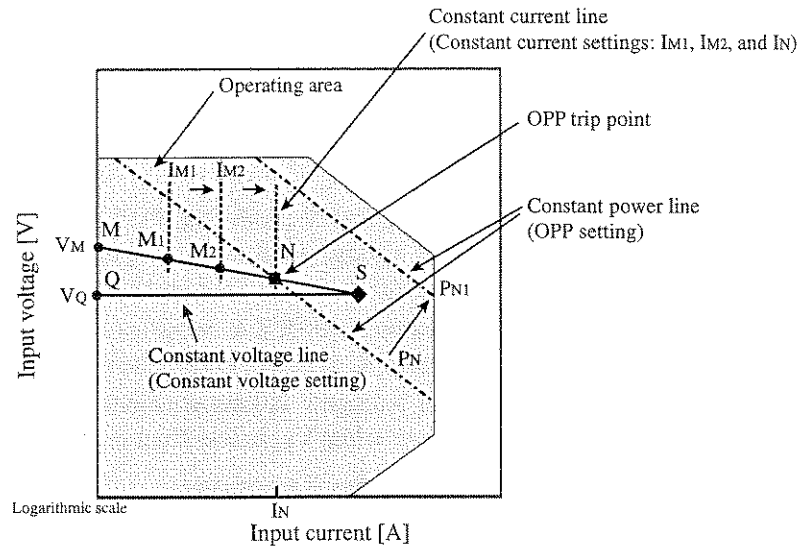 Constant current line
(Constant current settings: IM1, IM2, and IN)
Operating area
OPP trip point
IM1
IM2
Constant power line
(OPP setting)
Input voltage [V]
VM
M
M1
M2
N
S
VQ
Q
PN1
PN
Constant voltage line
(Constant voltage setting)
Logarithmic scale
IN
Input current [A]